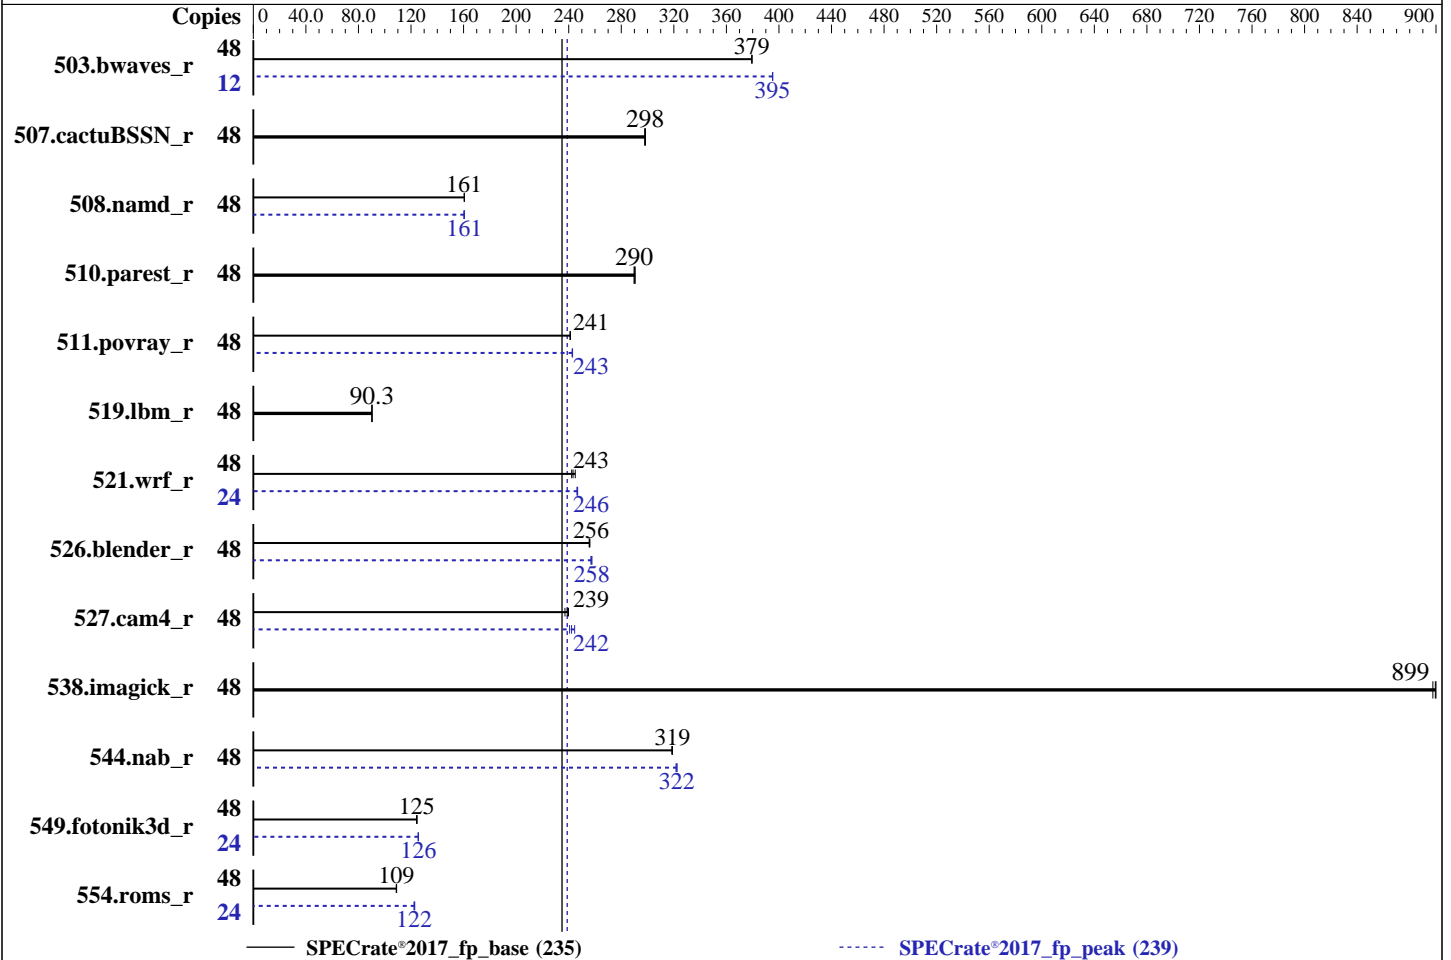 Copies 0 40.0 80.0 120 160 200 240 280 320 360 400 440 480 520 560 600 640 680 720 760 800 840 900
503.bwaves_r 48 379
12 395
507.cactuBSSN_r 48 298
508.namd_r 48 161
161
510.parest_r 48 290
511.povray_r 48 241
243
519.lbm_r 48 90.3
521.wrf_r 48 243
24 246
526.blender_r 48 256
258
527.cam4_r 48 239
242
538.imagick_r 48 899
544.nab_r 48 319
322
549.fotonik3d_r 48 125
24 126
554.roms_r 48 109
24 122
SPECrate®2017_fp_base (235) SPECrate®2017_fp_peak (239)